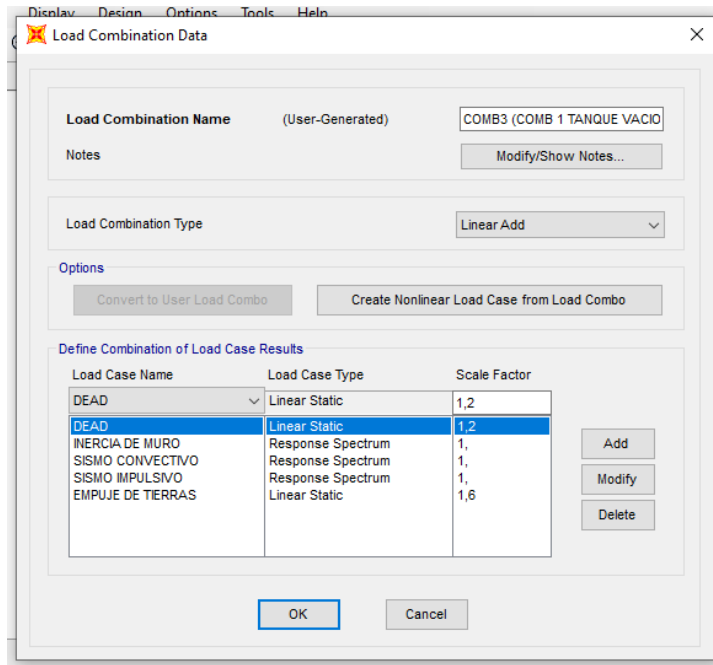 Display Design Options Tools Help
Load Combination Data
Load Combination Name (User-Generated) COMB3 (COMB 1 TANQUE VACIO
Notes Modify/Show Notes...
Load Combination Type Linear Add
Options
Convert to User Load Combo Create Nonlinear Load Case from Load Combo
Define Combination of Load Case Results
Load Case Name Load Case Type Scale Factor
DEAD Linear Static 1,2
DEAD Linear Static 1,2
INERCIA DE MURO Response Spectrum 1,
SISMO CONVECTIVO Response Spectrum 1,
SISMO IMPULSIVO Response Spectrum 1,
EMPUJE DE TIERRAS Linear Static 1,6
Add
Modify
Delete
OK Cancel